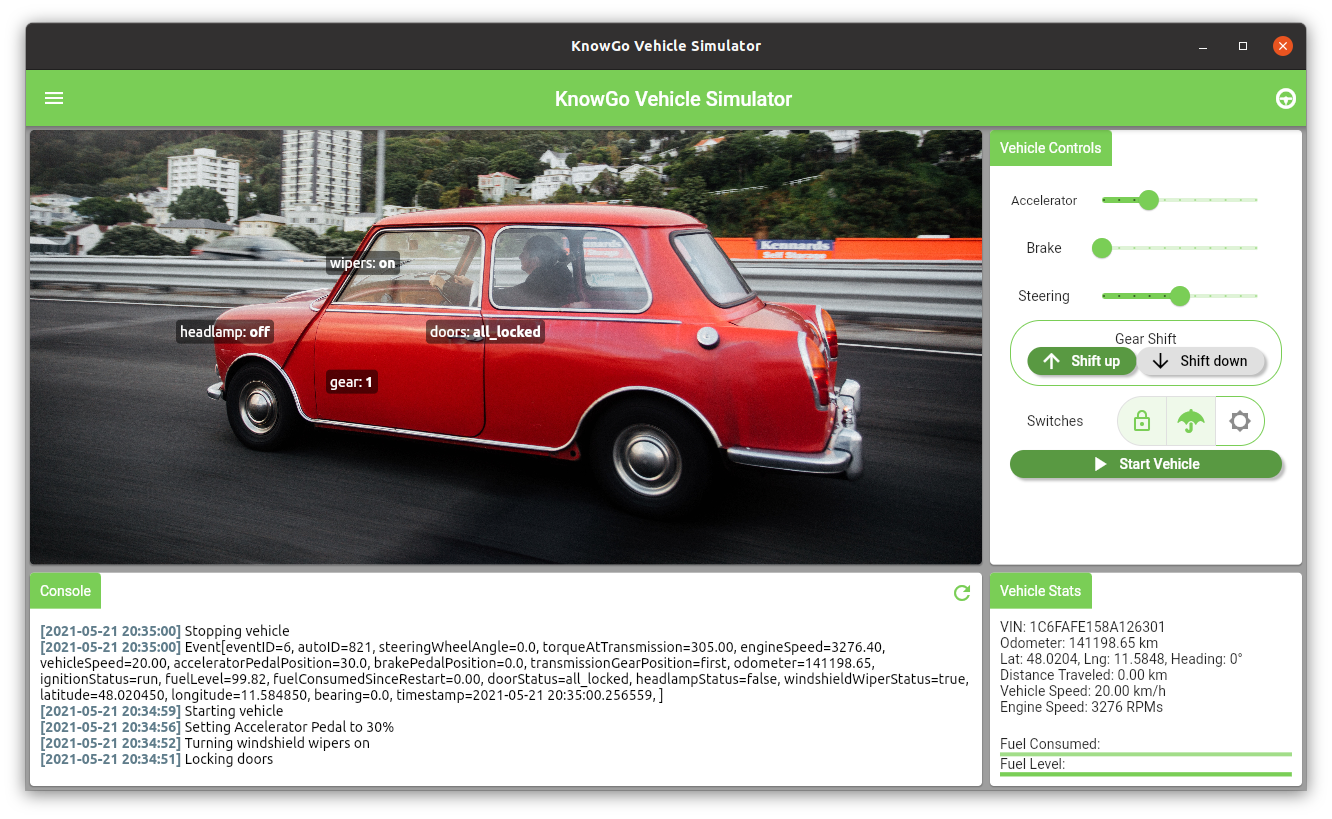 KnowGo Vehicle Simulator
KnowGo Vehicle Simulator
Kennards
Self Storage
wipers: on
headlamp: off
doors: all_locked
gear: 1
Vehicle Controls
Accelerator
Brake
Steering
Gear Shift
Shift up
Shift down
Switches
Start Vehicle
Console
[2021-05-21 20:35:00] Stopping vehicle
[2021-05-21 20:35:00] Event[eventID=6, autoID=821, steeringWheelAngle=0.0, torqueAtTransmission=305.00, engineSpeed=3276.40,
vehicleSpeed=20.00, acceleratorPedalPosition=30.0, brakePedalPosition=0.0, transmissionGearPosition=first, odometer=141198.65,
ignitionStatus=run, fuelLevel=99.82, fuelConsumedSinceRestart=0.00, doorStatus=all_locked, headlampStatus=false, windshieldWiperStatus=true,
latitude=48.020450, longitude=11.584850, bearing=0.0, timestamp=2021-05-21 20:35:00.256559, ]
[2021-05-21 20:34:59] Starting vehicle
[2021-05-21 20:34:56] Setting Accelerator Pedal to 30%
[2021-05-21 20:34:52] Turning windshield wipers on
[2021-05-21 20:34:51] Locking doors
Vehicle Stats
VIN: 1C6FAFE158A126301
Odometer: 141198.65 km
Lat: 48.0204, Lng: 11.5848, Heading: 0°
Distance Traveled: 0.00 km
Vehicle Speed: 20.00 km/h
Engine Speed: 3276 RPMs
Fuel Consumed:
Fuel Level: